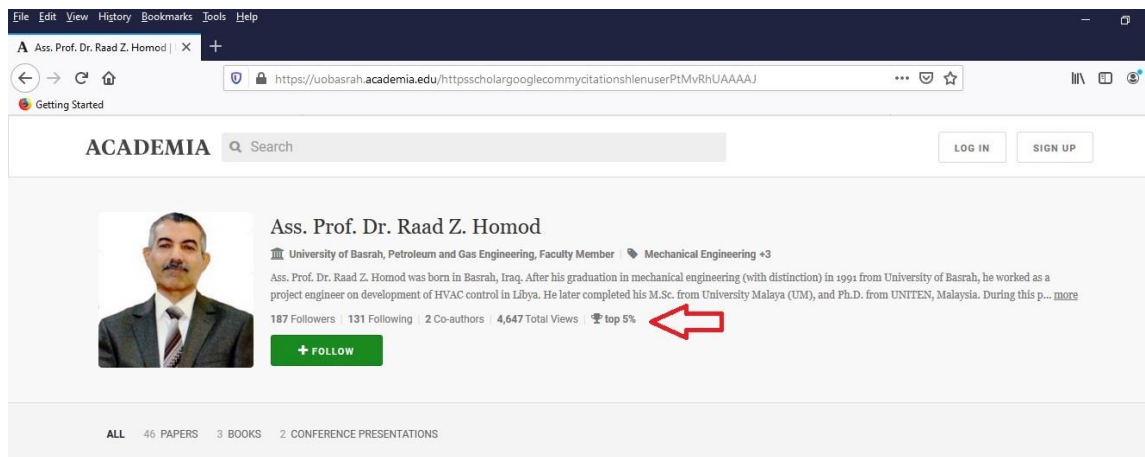 File Edit View History Bookmarks Tools Help
A Ass. Prof. Dr. Raad Z. Homod |
Getting Started
https://uobasrah.academia.edu/httpsscholargooglecommycitationshlenuserPtMvRhUAAAAJ
ACADEMIA
Search
LOG IN
SIGN UP
Ass. Prof. Dr. Raad Z. Homod
University of Basrah, Petroleum and Gas Engineering, Faculty Member | Mechanical Engineering +3
Ass. Prof. Dr. Raad Z. Homod was born in Basrah, Iraq. After his graduation in mechanical engineering (with distinction) in 1991 from University of Basrah, he worked as a
project engineer on development of HVAC control in Libya. He later completed his M.Sc. from University Malaya (UM), and Ph.D. from UNITEN, Malaysia. During this p... more
187 Followers | 131 Following | 2 Co-authors | 4,647 Total Views | top 5%
+ FOLLOW
ALL 46 PAPERS 3 BOOKS 2 CONFERENCE PRESENTATIONS